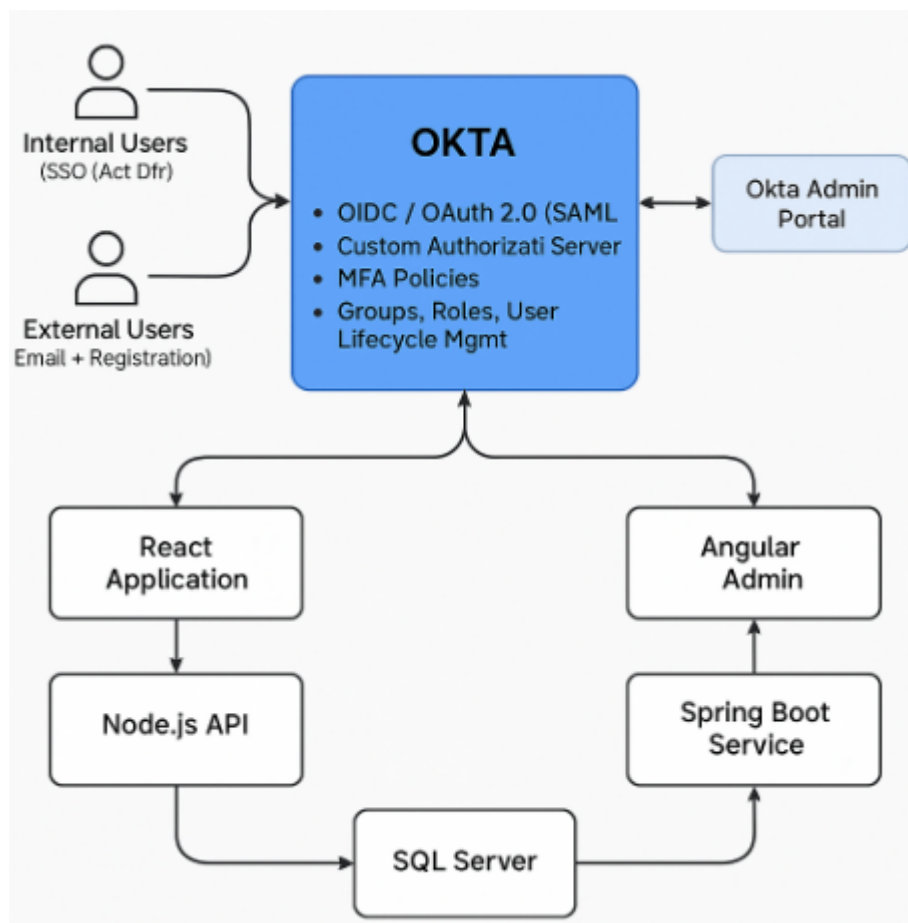 Internal Users
(SSO (Act Dfr)
External Users
Email + Registration)
OKTA
• OIDC / OAuth 2.0 (SAML
• Custom Authorizati Server
• MFA Policies
• Groups, Roles, User
Lifecycle Mgmt
Okta Admin
Portal
React
Application
Angular
Admin
Node.js API
Spring Boot
Service
SQL Server